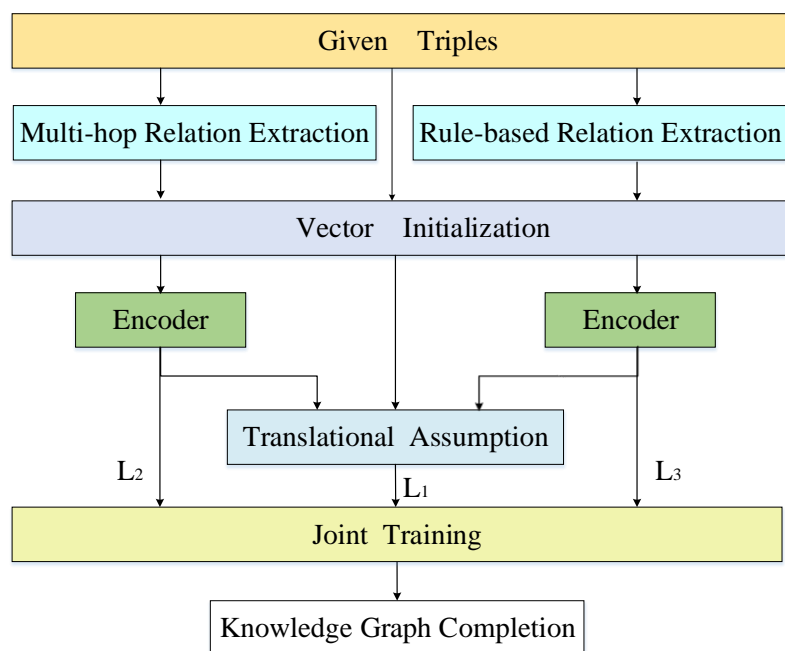 Given Triples
Multi-hop Relation Extraction
Rule-based Relation Extraction
Vector Initialization
Encoder
Encoder
Translational Assumption
L2
L1
L3
Joint Training
Knowledge Graph Completion